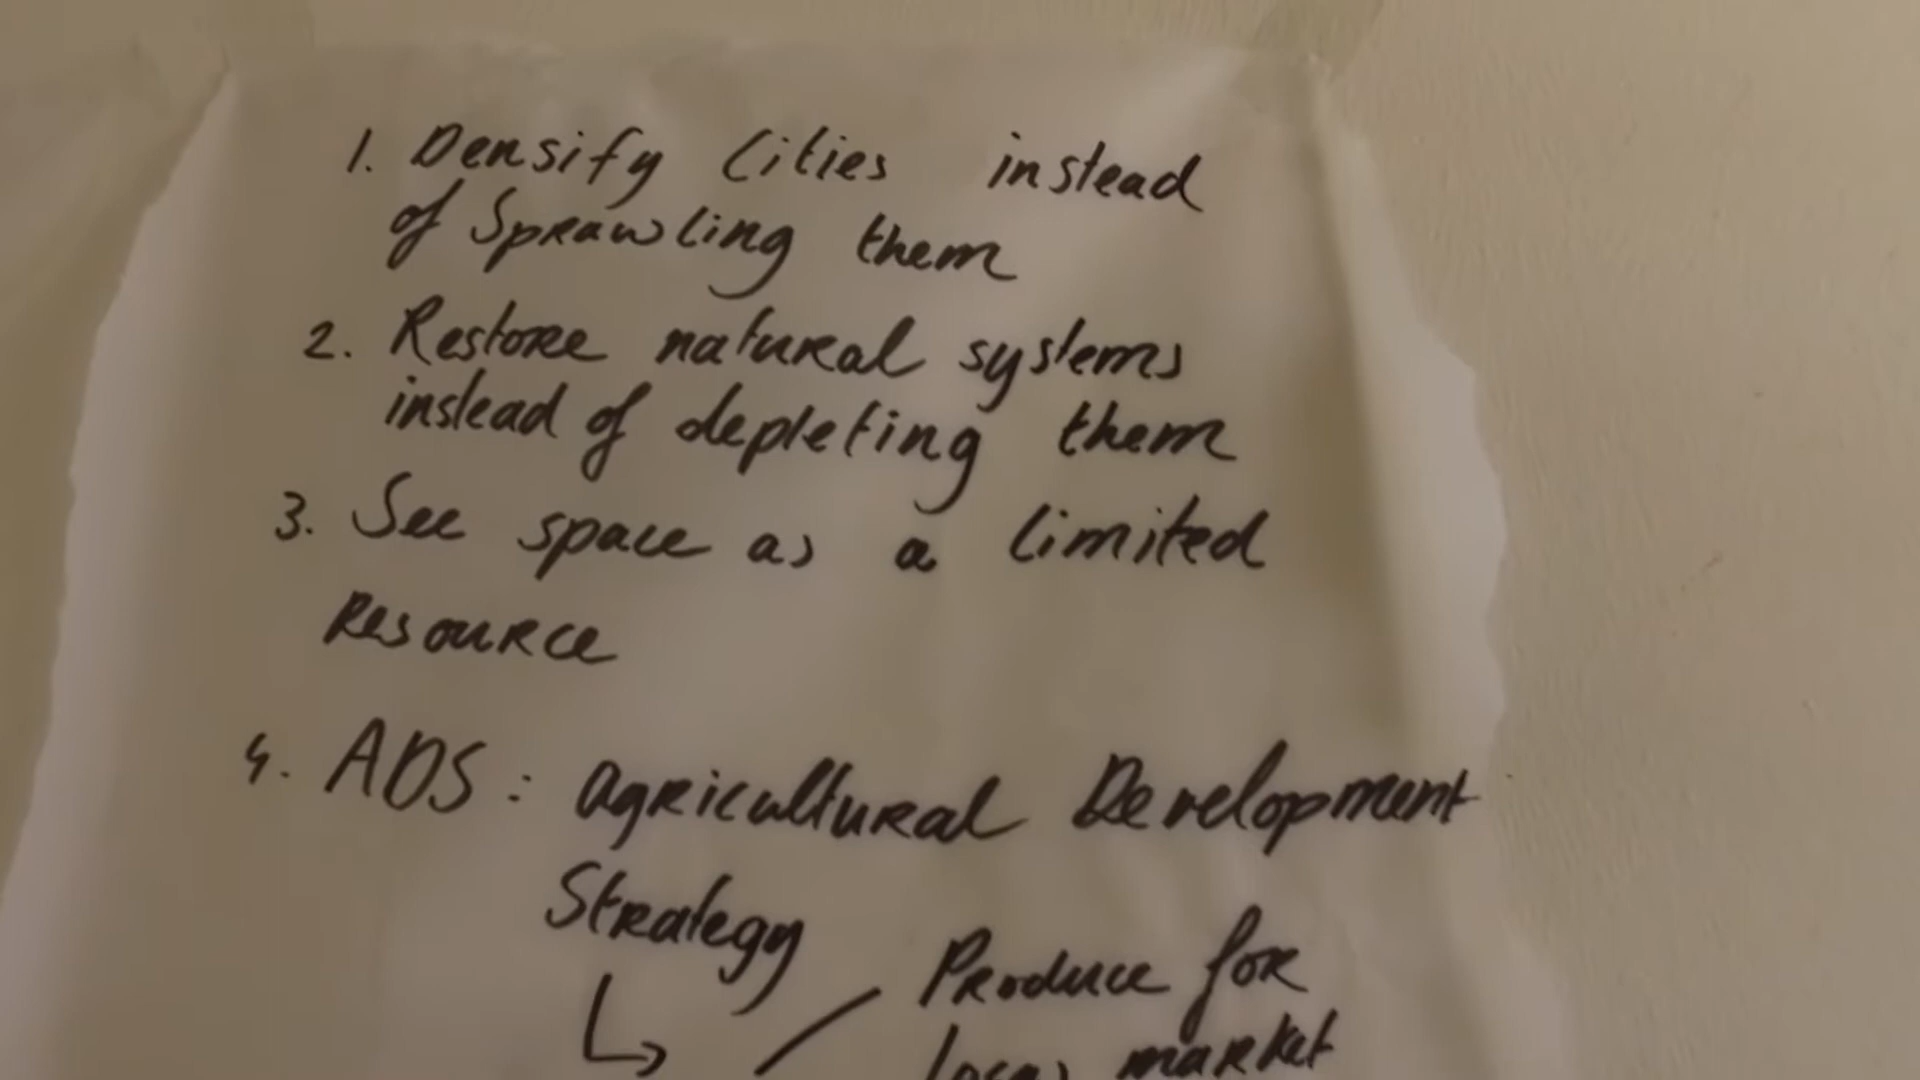 1. Densify Cities instead
of Sprawling them
2. Restore natural systems
instead of depleting them
3. See space as a limited
Resource
4. ADS: agricultural Development
Strategy
Produce for
local market